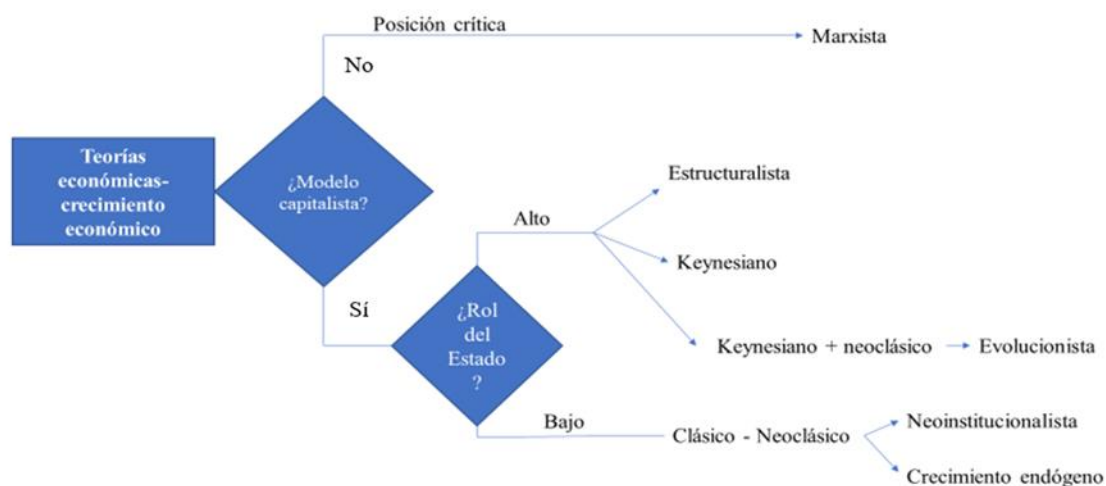 Posición crítica
Marxista
No
Teorías
económicas-
crecimiento
económico
¿Modelo
capitalista?
Sí
¿Rol
del
Estado
?
Alto
Estructuralista
Keynesiano
Keynesiano + neoclásico
Evolucionista
Bajo
Clásico - Neoclásico
Neoinstitucionalista
Crecimiento endógeno